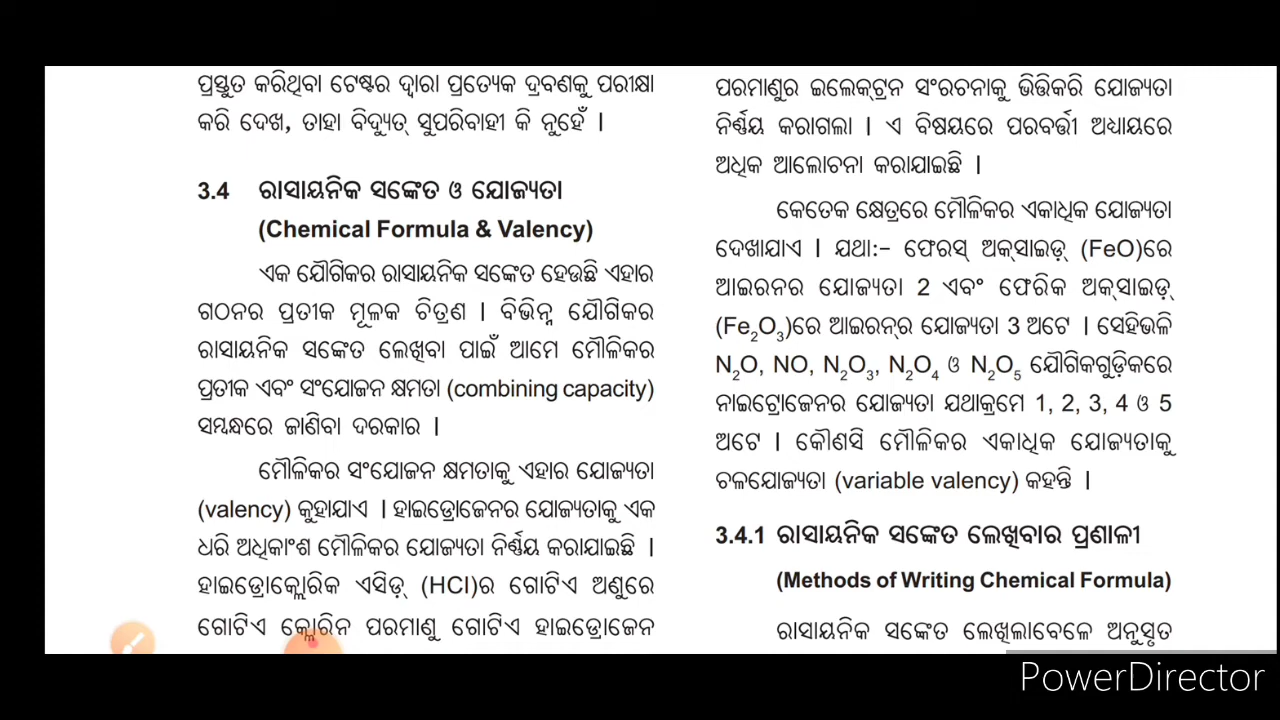 ପ୍ରସ୍ତୁତ କରିଥିବା ଟେଷ୍ଟର ଦ୍ୱାରା ପ୍ରତ୍ୟେକ ଦ୍ରବଣକୁ ପରୀକ୍ଷା
କରି ଦେଖ, ତାହା ବିଦ୍ୟୁତ୍ ସୁପରିବାହୀ କି ନୁହେଁ ।
3.4 ରାସାୟନିକ ସଙ୍କେତ ଓ ଯୋଜ୍ୟତା
(Chemical Formula & Valency)
ଏକ ଯୌଗିକର ରାସାୟନିକ ସଙ୍କେତ ହେଉଛି ଏହାର
ଗଠନର ପ୍ରତୀକ ମୂଳକ ଚିତ୍ରଣ । ବିଭିନ୍ନ ଯୌଗିକର
ରାସାୟନିକ ସଙ୍କେତ ଲେଖିବା ପାଇଁ ଆମେ ମୌଳିକର
ପ୍ରତୀକ ଏବଂ ସଂଯୋଜନ କ୍ଷମତା (combining capacity)
ସମ୍ବନ୍ଧରେ ଜାଣିବା ଦରକାର ।
ମୌଳିକର ସଂଯୋଜନ କ୍ଷମତାକୁ ଏହାର ଯୋଜ୍ୟତା
(valency) କୁହାଯାଏ । ହାଇଡ୍ରୋଜେନର ଯୋଜ୍ୟତାକୁ ଏକ
ଧରି ଅଧିକାଂଶ ମୌଳିକର ଯୋଜ୍ୟତା ନିର୍ଣ୍ଣୟ କରାଯାଇଛି ।
ହାଇଡ୍ରୋକ୍ଲୋରିକ ଏସିଡ୍ (HCl)ର ଗୋଟିଏ ଅଣୁରେ
ଗୋଟିଏ କ୍ଲୋରିନ ପରମାଣୁ ଗୋଟିଏ ହାଇଡ୍ରୋଜେନ
ପରମାଣୁର ଇଲେକ୍ଟ୍ରନ ସଂରଚନାକୁ ଭିତ୍ତିକରି ଯୋଜ୍ୟତା
ନିର୍ଣ୍ଣୟ କରାଗଲା । ଏ ବିଷୟରେ ପରବର୍ତ୍ତୀ ଅଧ୍ୟାୟରେ
ଅଧିକ ଆଲୋଚନା କରାଯାଇଛି ।
କେତେକ କ୍ଷେତ୍ରରେ ମୌଳିକର ଏକାଧିକ ଯୋଜ୍ୟତା
ଦେଖାଯାଏ । ଯଥାଃ- ଫେରସ୍ ଅକ୍‌ସାଇଡ୍ (FeO)ରେ
ଆଇରନର ଯୋଜ୍ୟତା 2 ଏବଂ ଫେରିକ ଅକ୍‌ସାଇଡ୍
(Fe₂O₃)ରେ ଆଇରନ୍‌ର ଯୋଜ୍ୟତା 3 ଅଟେ । ସେହିଭଳି
N₂O, NO, N₂O₃, N₂O₄ ଓ N₂O₅ ଯୌଗିକଗୁଡ଼ିକରେ
ନାଇଟ୍ରୋଜେନର ଯୋଜ୍ୟତା ଯଥାକ୍ରମେ 1, 2, 3, 4 ଓ 5
ଅଟେ । କୌଣସି ମୌଳିକର ଏକାଧିକ ଯୋଜ୍ୟତାକୁ
ଚଳଯୋଜ୍ୟତା (variable valency) କହନ୍ତି ।
3.4.1 ରାସାୟନିକ ସଙ୍କେତ ଲେଖିବାର ପ୍ରଣାଳୀ
(Methods of Writing Chemical Formula)
ରାସାୟନିକ ସଙ୍କେତ ଲେଖିଲାବେଳେ ଅନୁସୃତ
PowerDirector